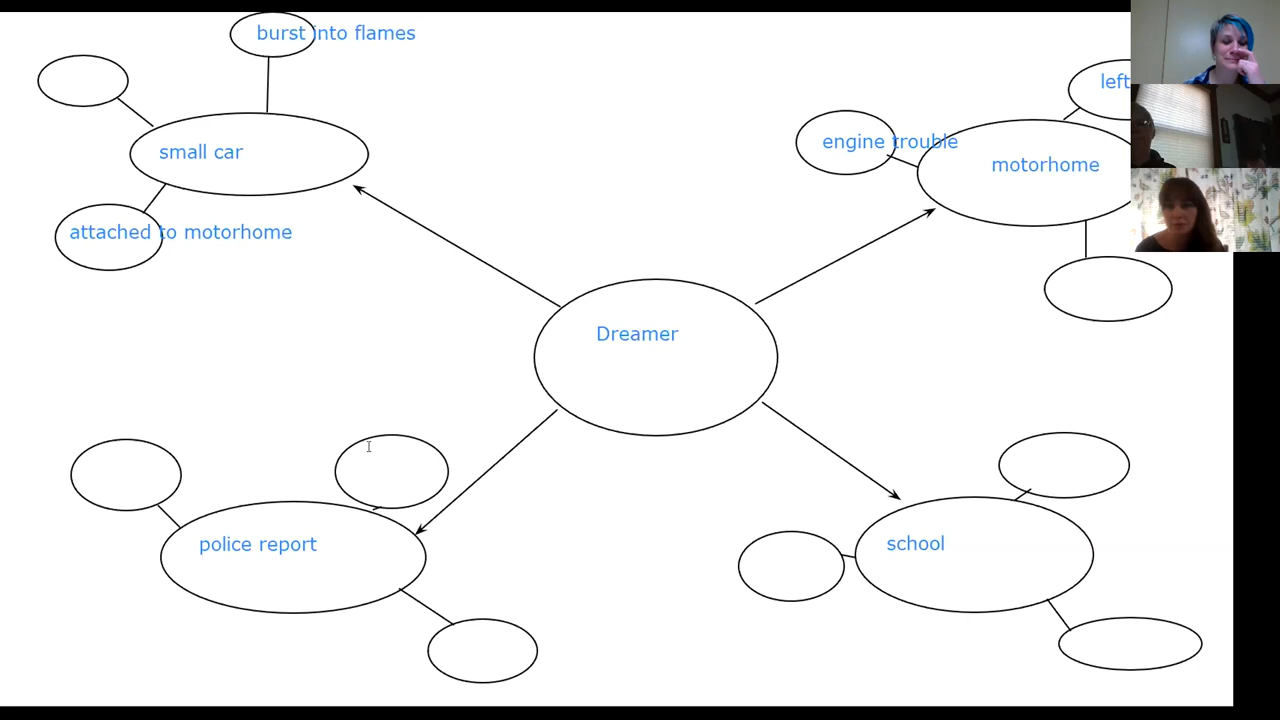 burst into flames
left
engine trouble
small car
motorhome
attached to motorhome
Dreamer
police report
school